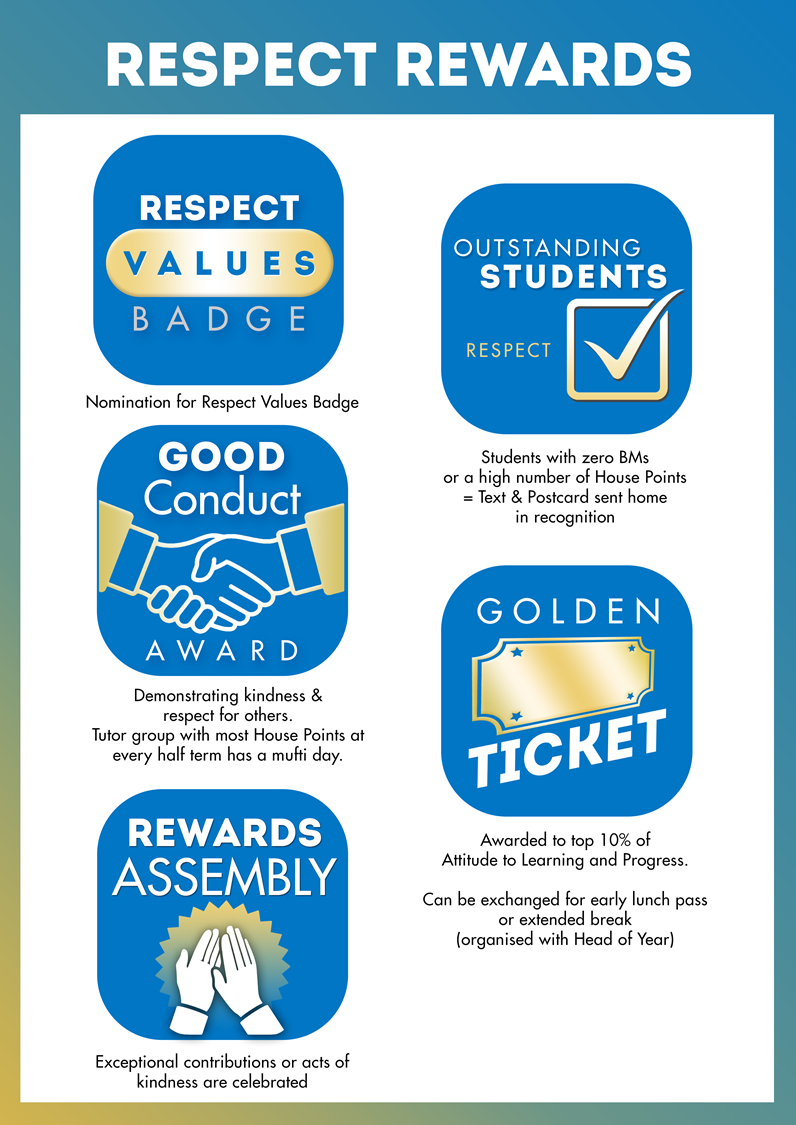 RESPECT REWARDS
RESPECT
VALUES
BADGE
Nomination for Respect Values Badge
GOOD
Conduct
AWARD
Demonstrating kindness &
respect for others.
Tutor group with most House Points at
every half term has a mufti day.
REWARDS
ASSEMBLY
Exceptional contributions or acts of
kindness are celebrated
OUTSTANDING
STUDENTS
RESPECT
Students with zero BMs
or a high number of House Points
= Text & Postcard sent home
in recognition
GOLDEN
TICKET
Awarded to top 10% of
Attitude to Learning and Progress.
Can be exchanged for early lunch pass
or extended break
(organised with Head of Year)